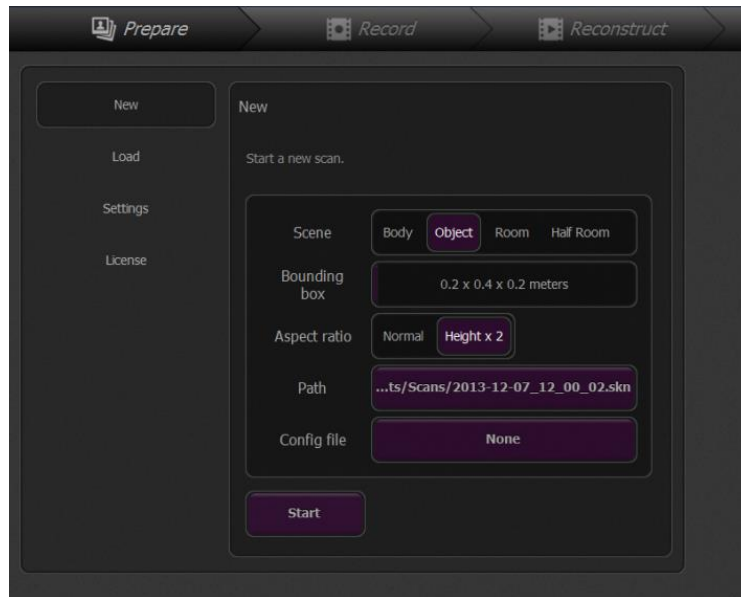 Prepare
Record
Reconstruct
New
Load
Settings
License
New
Start a new scan.
Scene
Body Object Room Half Room
Bounding
box
0.2 x 0.4 x 0.2 meters
Aspect ratio
Normal Height x 2
Path
...ts/Scans/2013-12-07_12_00_02.skn
Config file
None
Start